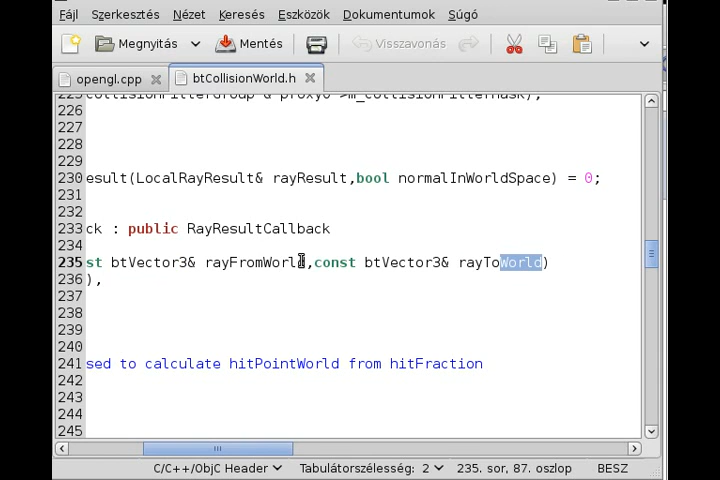 Fájl Szerkesztés Nézet Keresés Eszközök Dokumentumok Súgó
Megnyitás Mentés Visszavonás
opengl.cpp btCollisionWorld.h
226
227
228
229
230 esult(LocalRayResult& rayResult,bool normalInWorldSpace) = 0;
231
232
233 ck : public RayResultCallback
234
235 st btVector3& rayFromWorld,const btVector3& rayToWorld)
236 ),
237
238
239
240
241 sed to calculate hitPointWorld from hitFraction
242
243
244
245
C/C++/ObjC Header Tabulátorszélesség: 2 235. sor, 87. oszlop BESZ